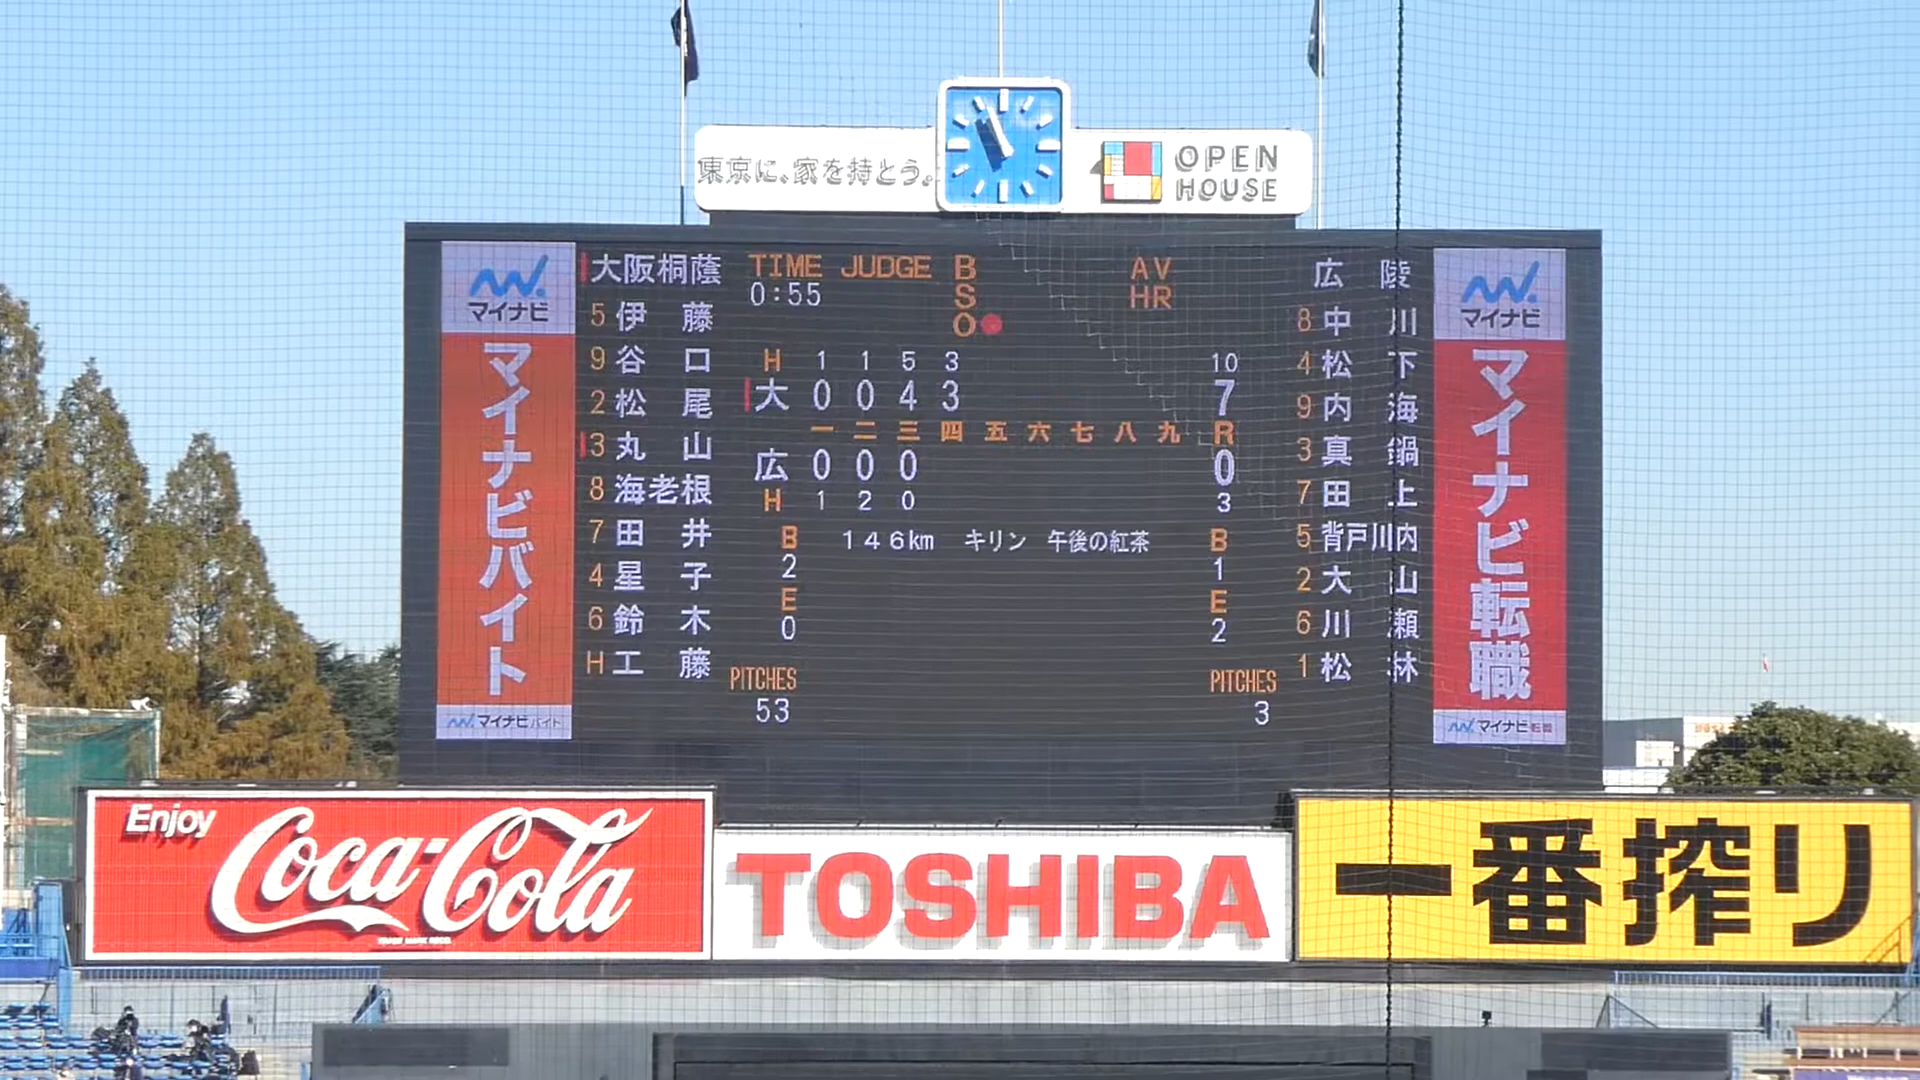 東京に、家を持とう。
OPEN
HOUSE
マイナビ
マイナビバイト
マイナビバイト
大阪桐蔭
5 伊藤
9 谷口
2 松尾
3 丸山
8 海老根
7 田井
4 星子
6 鈴木
H 工藤
TIME JUDGE B
0:55
S
O
AV
HR
H 1 1 5 3 10
大 0 0 4 3 7
一 二 三 四 五 六 七 八 九 R
広 0 0 0 0
H 1 2 0 3
B 146km キリン 午後の紅茶 B
2 1
E E
0 2
PITCHES PITCHES
53 3
広陵
8 中川
4 松下
9 内海
3 真鍋
7 田上
5 背戸川内
2 大山
6 川瀬
1 松林
マイナビ
マイナビ転職
マイナビ転職
Enjoy
Coca-Cola
TOSHIBA
一番搾り